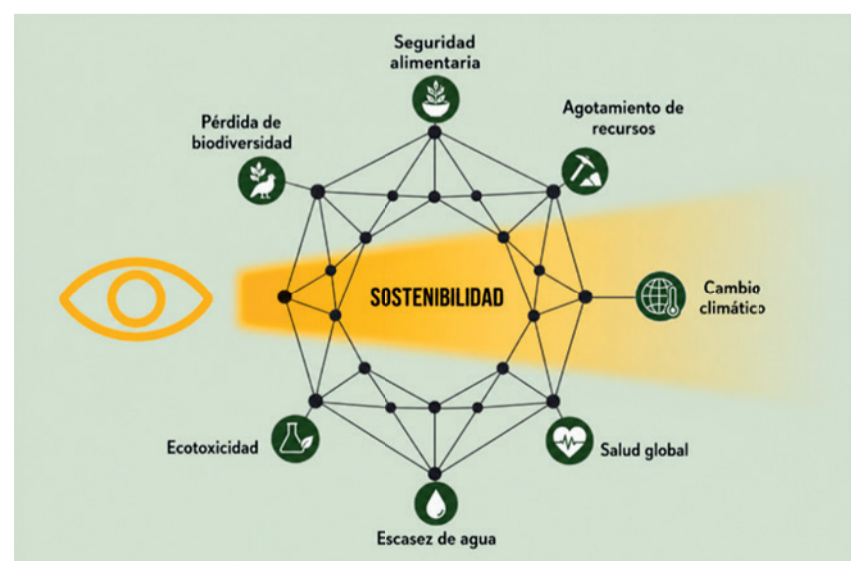 Seguridad
alimentaria
Agotamiento de
recursos
Pérdida de
biodiversidad
SOSTENIBILIDAD
Cambio
climático
Ecotoxicidad
Salud global
Escasez de agua